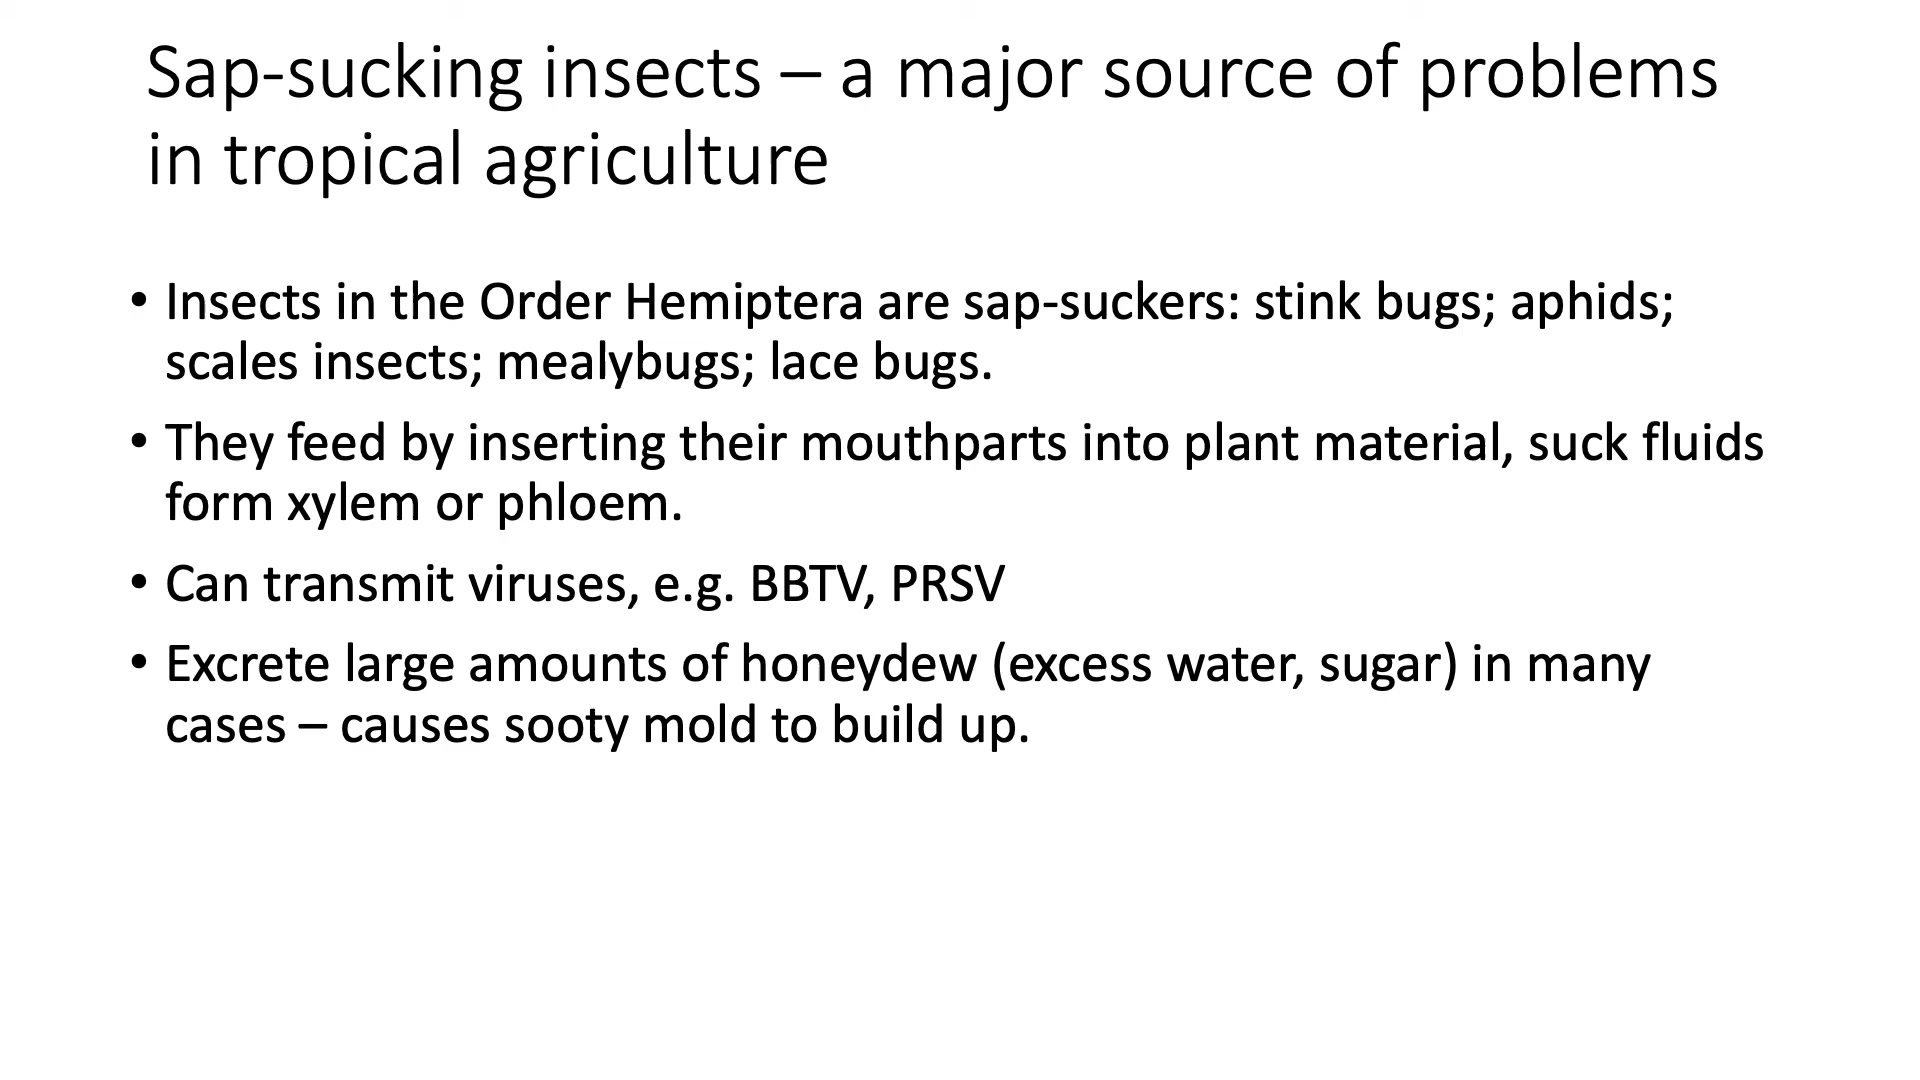 Sap-sucking insects – a major source of problems
in tropical agriculture
• Insects in the Order Hemiptera are sap-suckers: stink bugs; aphids;
scales insects; mealybugs; lace bugs.
• They feed by inserting their mouthparts into plant material, suck fluids
form xylem or phloem.
• Can transmit viruses, e.g. BBTV, PRSV
• Excrete large amounts of honeydew (excess water, sugar) in many
cases – causes sooty mold to build up.